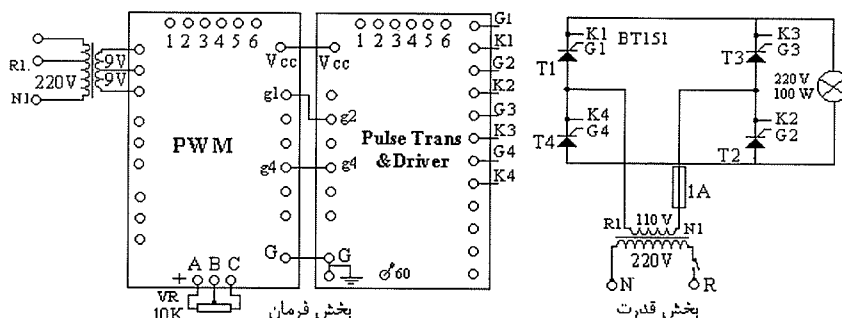 1 2 3 4 5 6
1 2 3 4 5 6
R1.
220V
N1
9V
9V
Vcc
Vcc
g1
g2
PWM
g4
g4
G
G
+ A B C
VR
10K
بخش فرمان
Pulse Trans
&Driver
60
G1
K1
G2
K2
G3
K3
G4
K4
K1
G1
BT151
T1
K3
G3
T3
220 V
100 W
K4
G4
T4
K2
G2
T2
1A
R1
110 V
N1
220V
N
R
بخش قدرت